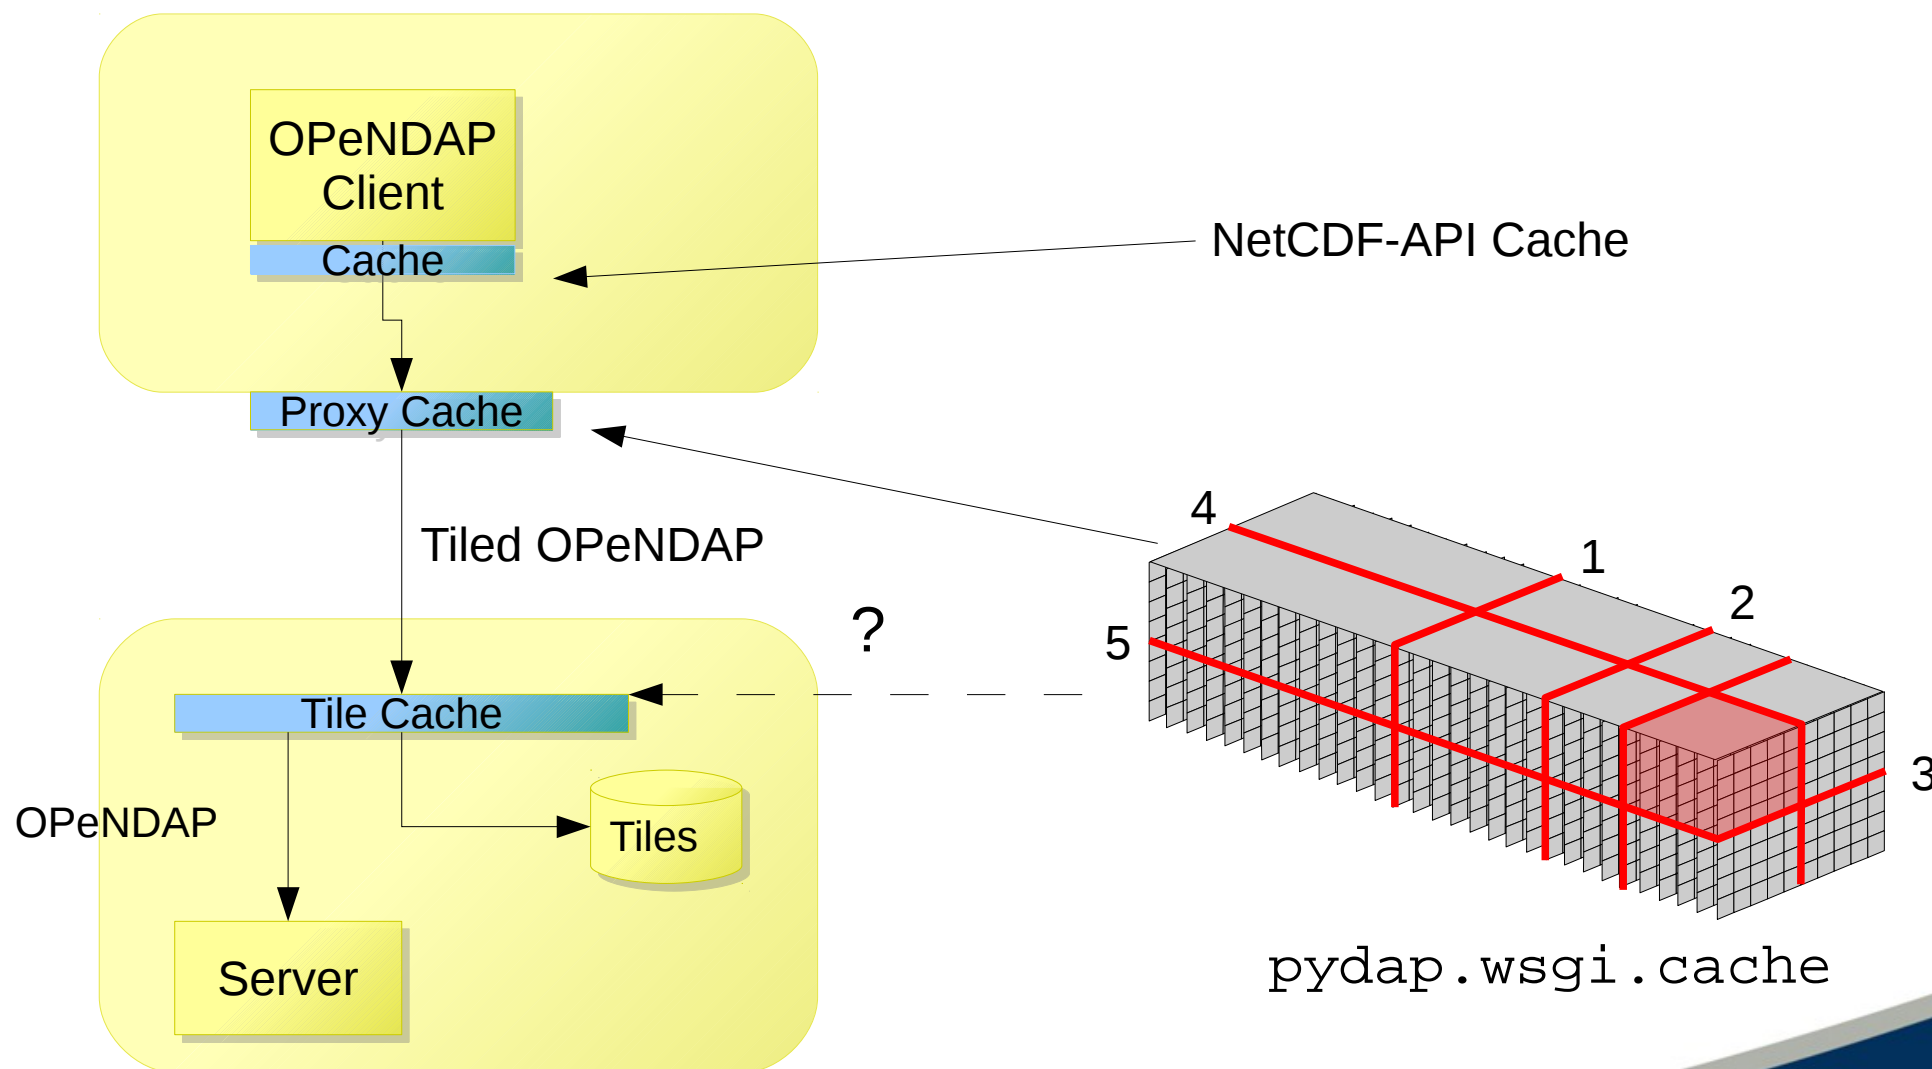 OPeNDAP
Client
Cache
NetCDF-API Cache
Proxy Cache
Tiled OPeNDAP
4
1
2
?
5
Tile Cache
3
OPeNDAP
Tiles
Server
pydap.wsgi.cache